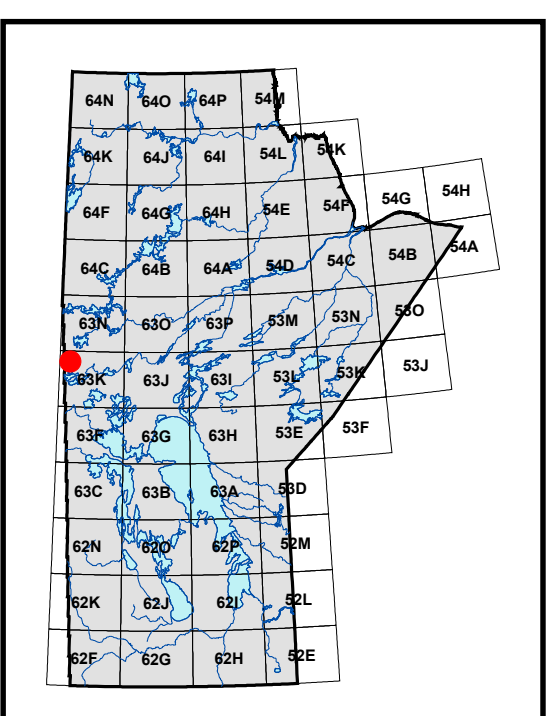 64N 64O 64P 54M
64K 64J 64I 54L 54K
64F 64G 64H 54E 54F 54G 54H
64C 64B 64A 54D 54C 54B 54A
63N 63O 63P 53M 53N 53O
63K 63J 63I 53L 53K 53J
63F 63G 63H 53E 53F
63C 63B 63A 53D
62N 62O 62P 52M
62K 62J 62I 52L
62F 62G 62H 52E